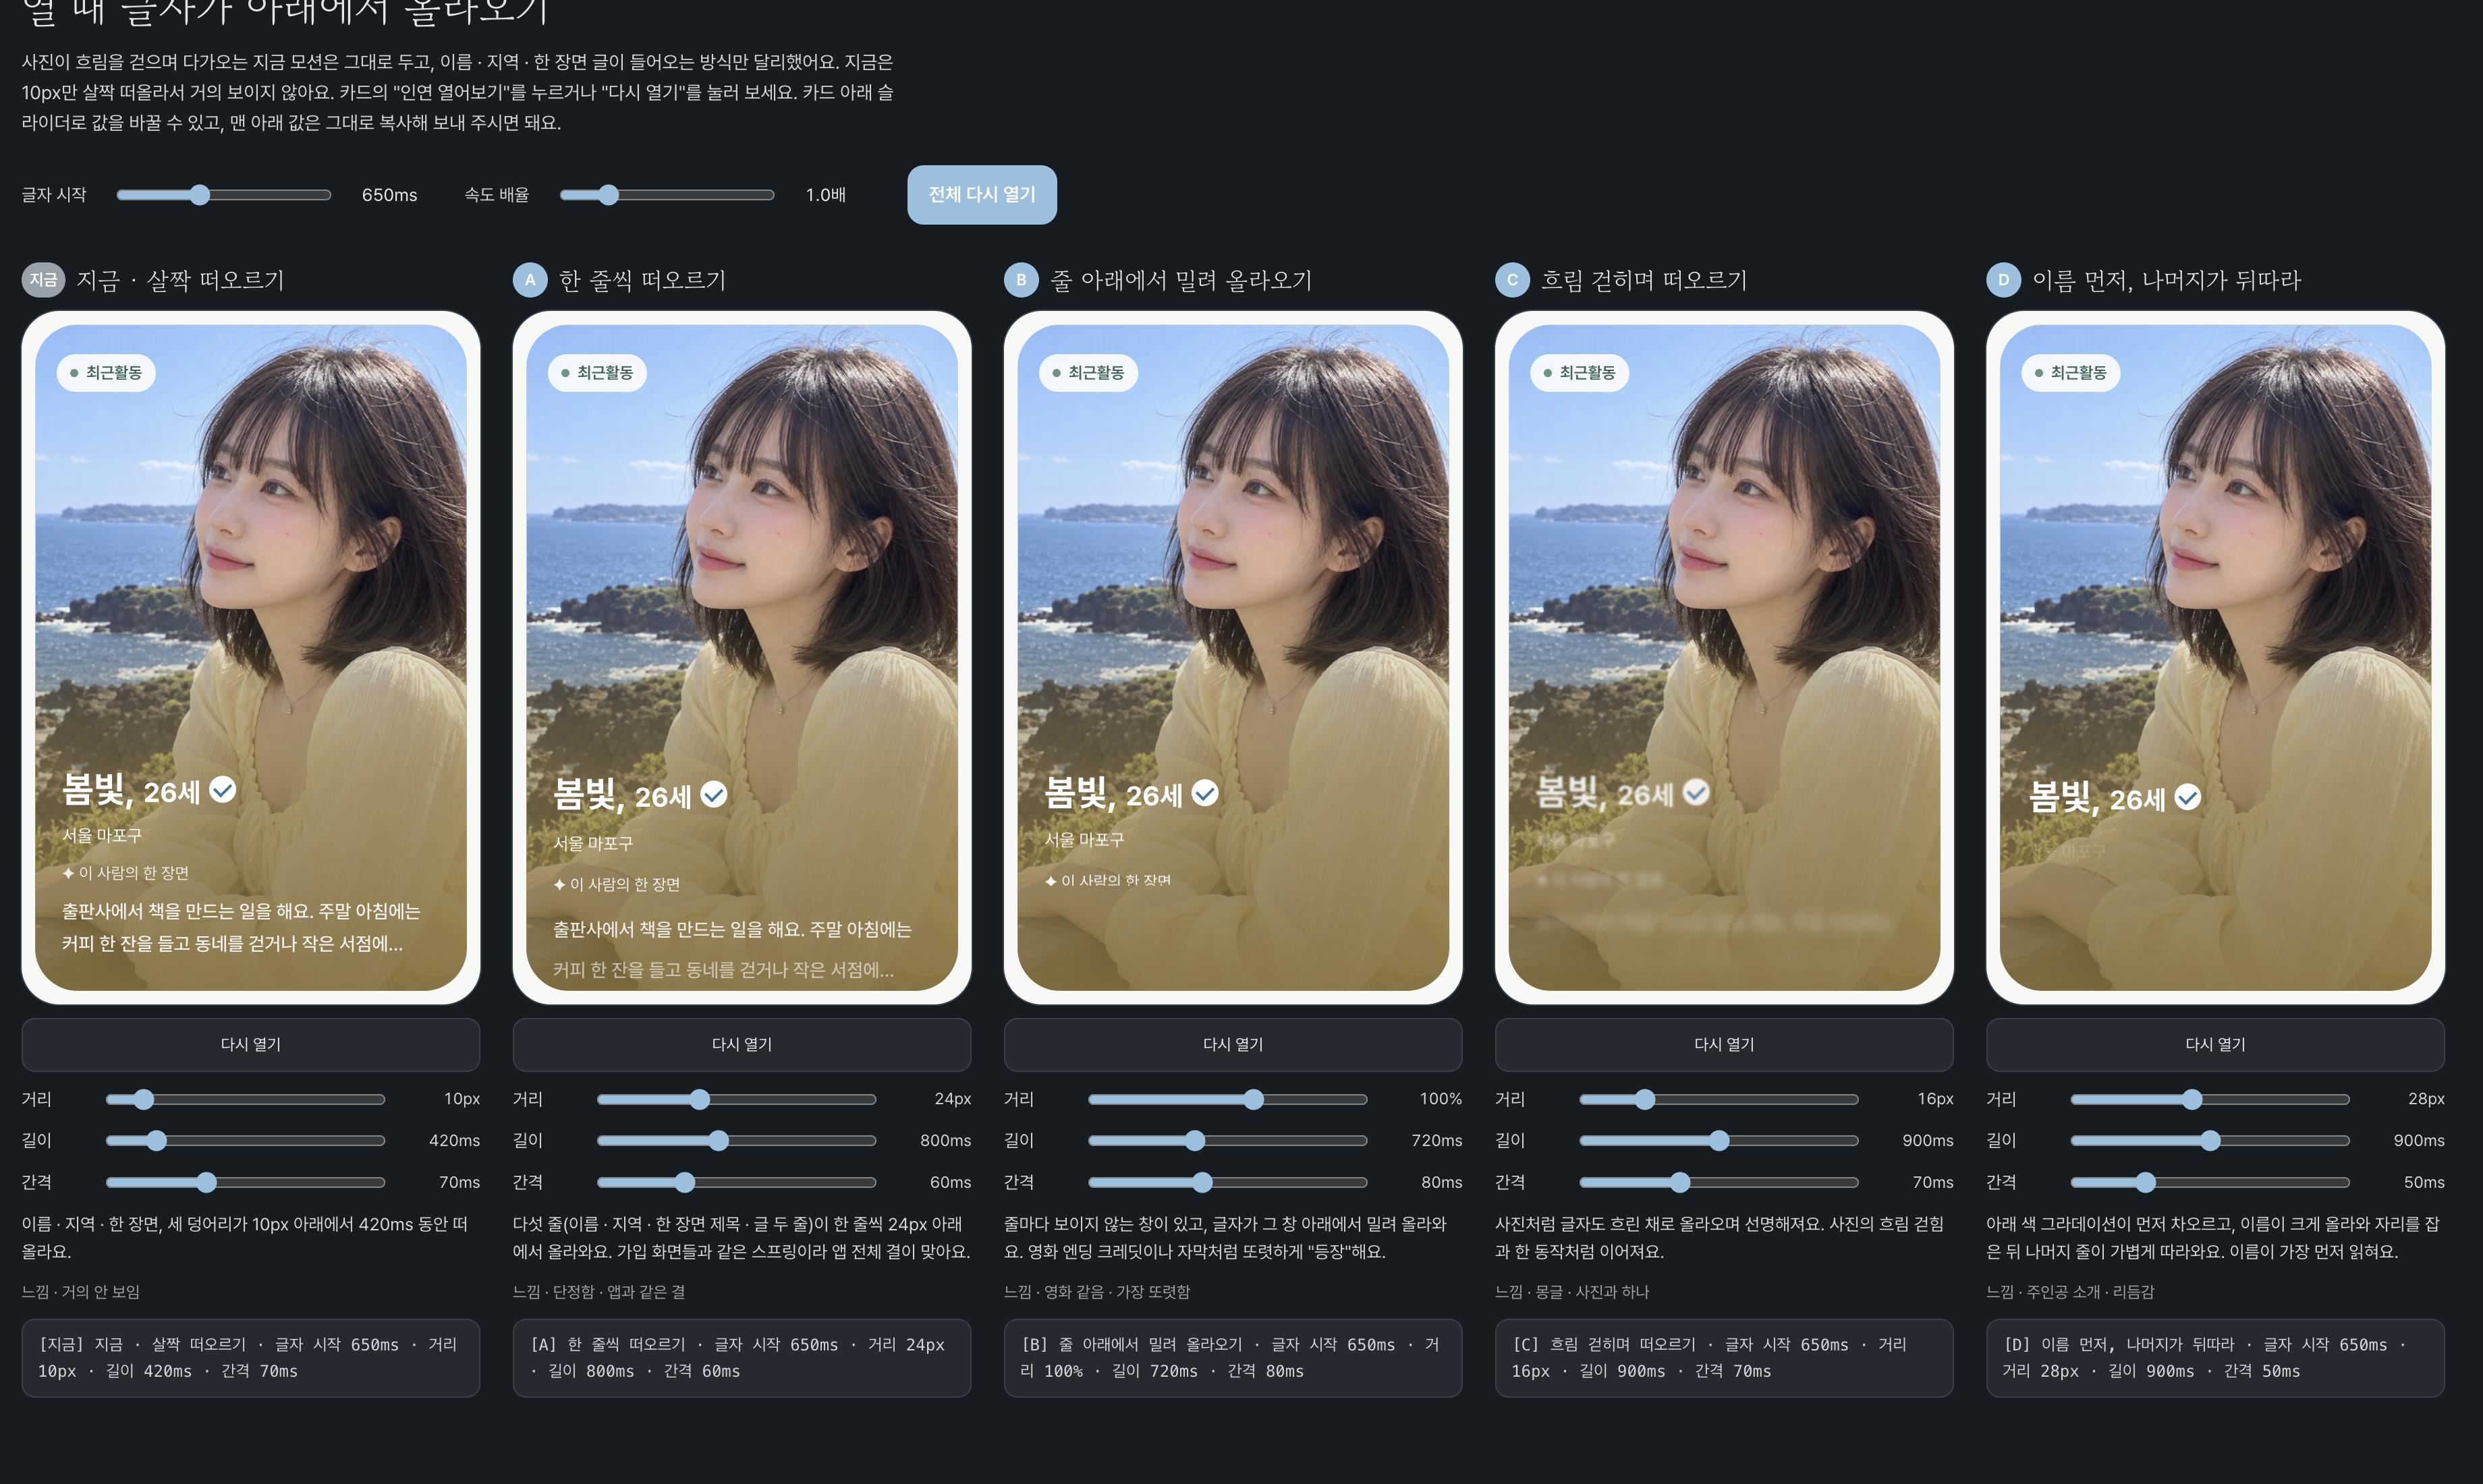 열 때 글자가 아래에서 올라오기
사진이 흐림을 걷으며 다가오는 지금 모션은 그대로 두고, 이름 · 지역 · 한 장면 글이 들어오는 방식만 달리했어요. 지금은
10px만 살짝 떠올라서 거의 보이지 않아요. 카드의 "인연 열어보기"를 누르거나 "다시 열기"를 눌러 보세요. 카드 아래 슬
라이더로 값을 바꿀 수 있고, 맨 아래 값은 그대로 복사해 보내 주시면 돼요.
글자 시작 650ms 속도 배율 1.0배 전체 다시 열기
지금 지금 · 살짝 떠오르기
최근활동
봄빛, 26세
서울 마포구
✦ 이 사람의 한 장면
출판사에서 책을 만드는 일을 해요. 주말 아침에는
커피 한 잔을 들고 동네를 걷거나 작은 서점에...
다시 열기
거리 10px
길이 420ms
간격 70ms
이름 · 지역 · 한 장면, 세 덩어리가 10px 아래에서 420ms 동안 떠
올라요.
느낌 · 거의 안 보임
[지금] 지금 · 살짝 떠오르기 · 글자 시작 650ms · 거리
10px · 길이 420ms · 간격 70ms
A 한 줄씩 떠오르기
최근활동
봄빛, 26세
서울 마포구
✦ 이 사람의 한 장면
출판사에서 책을 만드는 일을 해요. 주말 아침에는
커피 한 잔을 들고 동네를 걷거나 작은 서점에...
다시 열기
거리 24px
길이 800ms
간격 60ms
다섯 줄(이름 · 지역 · 한 장면 제목 · 글 두 줄)이 한 줄씩 24px 아래
에서 올라와요. 가입 화면들과 같은 스프링이라 앱 전체 결이 맞아요.
느낌 · 단정함 · 앱과 같은 결
[A] 한 줄씩 떠오르기 · 글자 시작 650ms · 거리 24px
· 길이 800ms · 간격 60ms
B 줄 아래에서 밀려 올라오기
최근활동
봄빛, 26세
서울 마포구
✦ 이 사람의 한 장면
다시 열기
거리 100%
길이 720ms
간격 80ms
줄마다 보이지 않는 창이 있고, 글자가 그 창 아래에서 밀려 올라와
요. 영화 엔딩 크레딧이나 자막처럼 또렷하게 "등장"해요.
느낌 · 영화 같음 · 가장 또렷함
[B] 줄 아래에서 밀려 올라오기 · 글자 시작 650ms · 거
리 100% · 길이 720ms · 간격 80ms
C 흐림 걷히며 떠오르기
최근활동
봄빛, 26세
다시 열기
거리 16px
길이 900ms
간격 70ms
사진처럼 글자도 흐린 채로 올라오며 선명해져요. 사진의 흐림 걷힘
과 한 동작처럼 이어져요.
느낌 · 몽글 · 사진과 하나
[C] 흐림 걷히며 떠오르기 · 글자 시작 650ms · 거리
16px · 길이 900ms · 간격 70ms
D 이름 먼저, 나머지가 뒤따라
최근활동
봄빛, 26세
서울 마포구
다시 열기
거리 28px
길이 900ms
간격 50ms
아래 색 그라데이션이 먼저 차오르고, 이름이 크게 올라와 자리를 잡
은 뒤 나머지 줄이 가볍게 따라와요. 이름이 가장 먼저 읽혀요.
느낌 · 주인공 소개 · 리듬감
[D] 이름 먼저, 나머지가 뒤따라 · 글자 시작 650ms ·
거리 28px · 길이 900ms · 간격 50ms